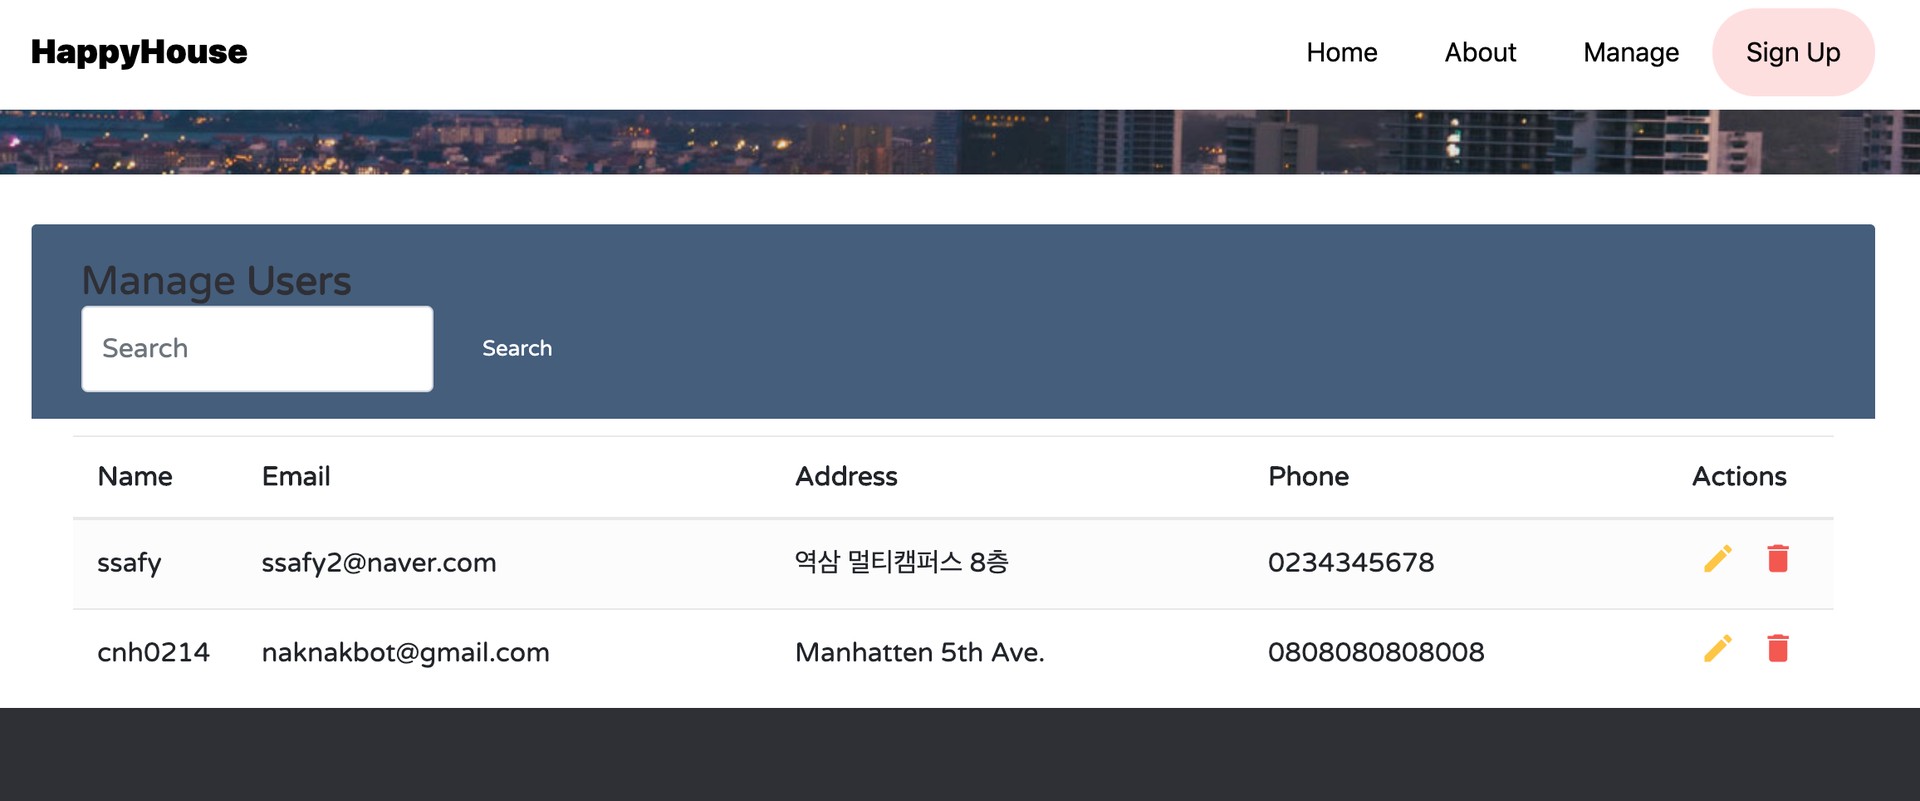 HappyHouse Home About Manage Sign Up
Manage Users
Search Search
Name Email Address Phone Actions
ssafy ssafy2@naver.com 역삼 멀티캠퍼스 8층 0234345678
cnh0214 naknakbot@gmail.com Manhatten 5th Ave. 0808080808008